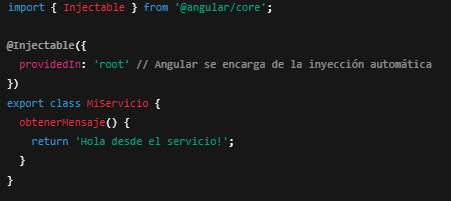 import { Injectable } from '@angular/core';
@Injectable({
  providedIn: 'root' // Angular se encarga de la inyección automática
})
export class MiServicio {
  obtenerMensaje() {
    return 'Hola desde el servicio!';
  }
}